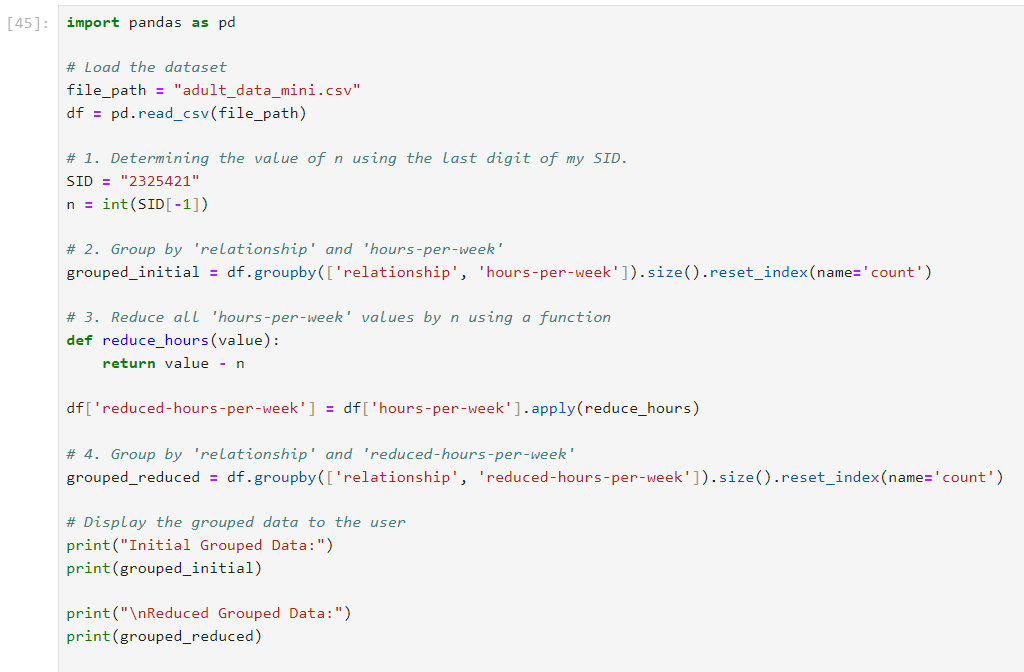 [45]:
import pandas as pd
# Load the dataset
file_path = "adult_data_mini.csv"
df = pd.read_csv(file_path)
# 1. Determining the value of n using the last digit of my SID.
SID = "2325421"
n = int(SID[-1])
# 2. Group by 'relationship' and 'hours-per-week'
grouped_initial = df.groupby(['relationship', 'hours-per-week']).size().reset_index(name='count')
# 3. Reduce all 'hours-per-week' values by n using a function
def reduce_hours(value):
    return value - n
df['reduced-hours-per-week'] = df['hours-per-week'].apply(reduce_hours)
# 4. Group by 'relationship' and 'reduced-hours-per-week'
grouped_reduced = df.groupby(['relationship', 'reduced-hours-per-week']).size().reset_index(name='count')
# Display the grouped data to the user
print("Initial Grouped Data:")
print(grouped_initial)
print("\nReduced Grouped Data:")
print(grouped_reduced)